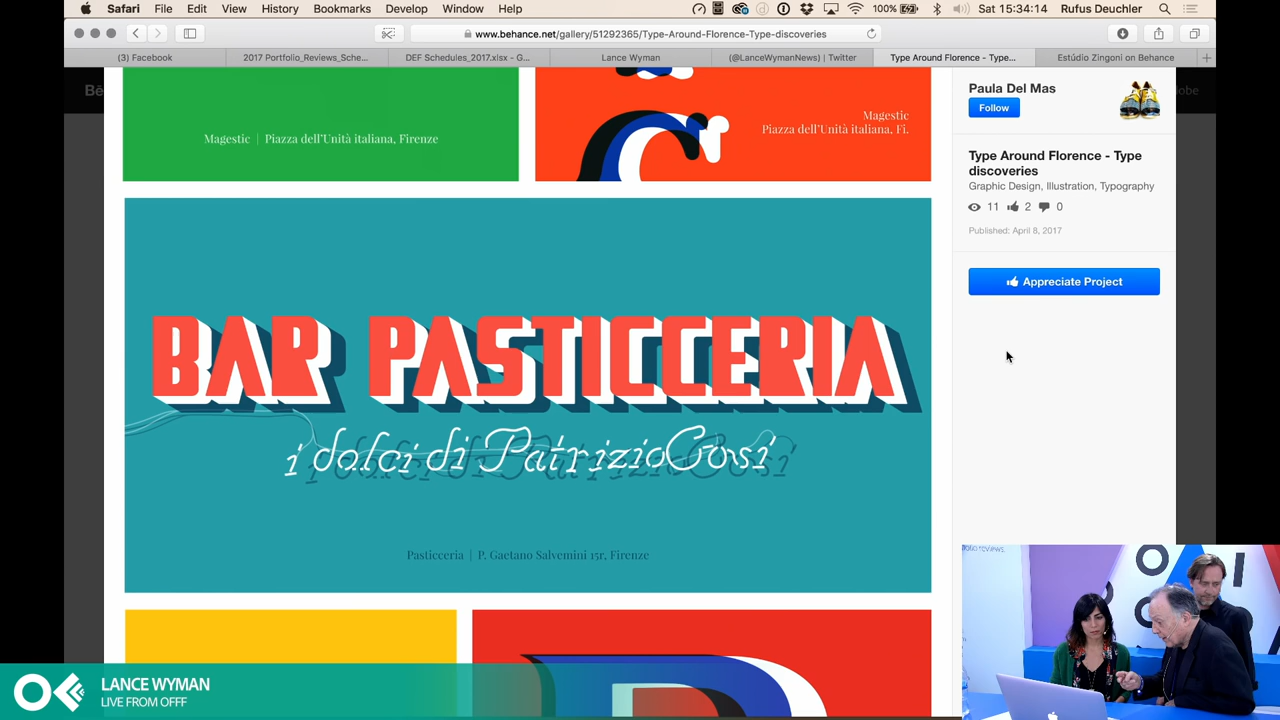 Safari File Edit View History Bookmarks Develop Window Help 100% Sat 15:34:14 Rufus Deuchler
www.behance.net/gallery/51292365/Type-Around-Florence-Type-discoveries
(3) Facebook 2017 Portfolio_Reviews_Sche... DEF Schedules_2017.xlsx - G... Lance Wyman (@LanceWymanNews) | Twitter Type Around Florence - Type... Estúdio Zingoni on Behance
Bē
obe
Magestic | Piazza dell'Unità italiana, Firenze
Magestic
Piazza dell'Unità italiana, Fi.
BAR PASTICCERIA
i dolci di Patrizio Cosi
Pasticceria | P. Gaetano Salvemini 15r, Firenze
Paula Del Mas
Follow
Type Around Florence - Type
discoveries
Graphic Design, Illustration, Typography
11 2 0
Published: April 8, 2017
Appreciate Project
folio reviews
LANCE WYMAN
LIVE FROM OFFF